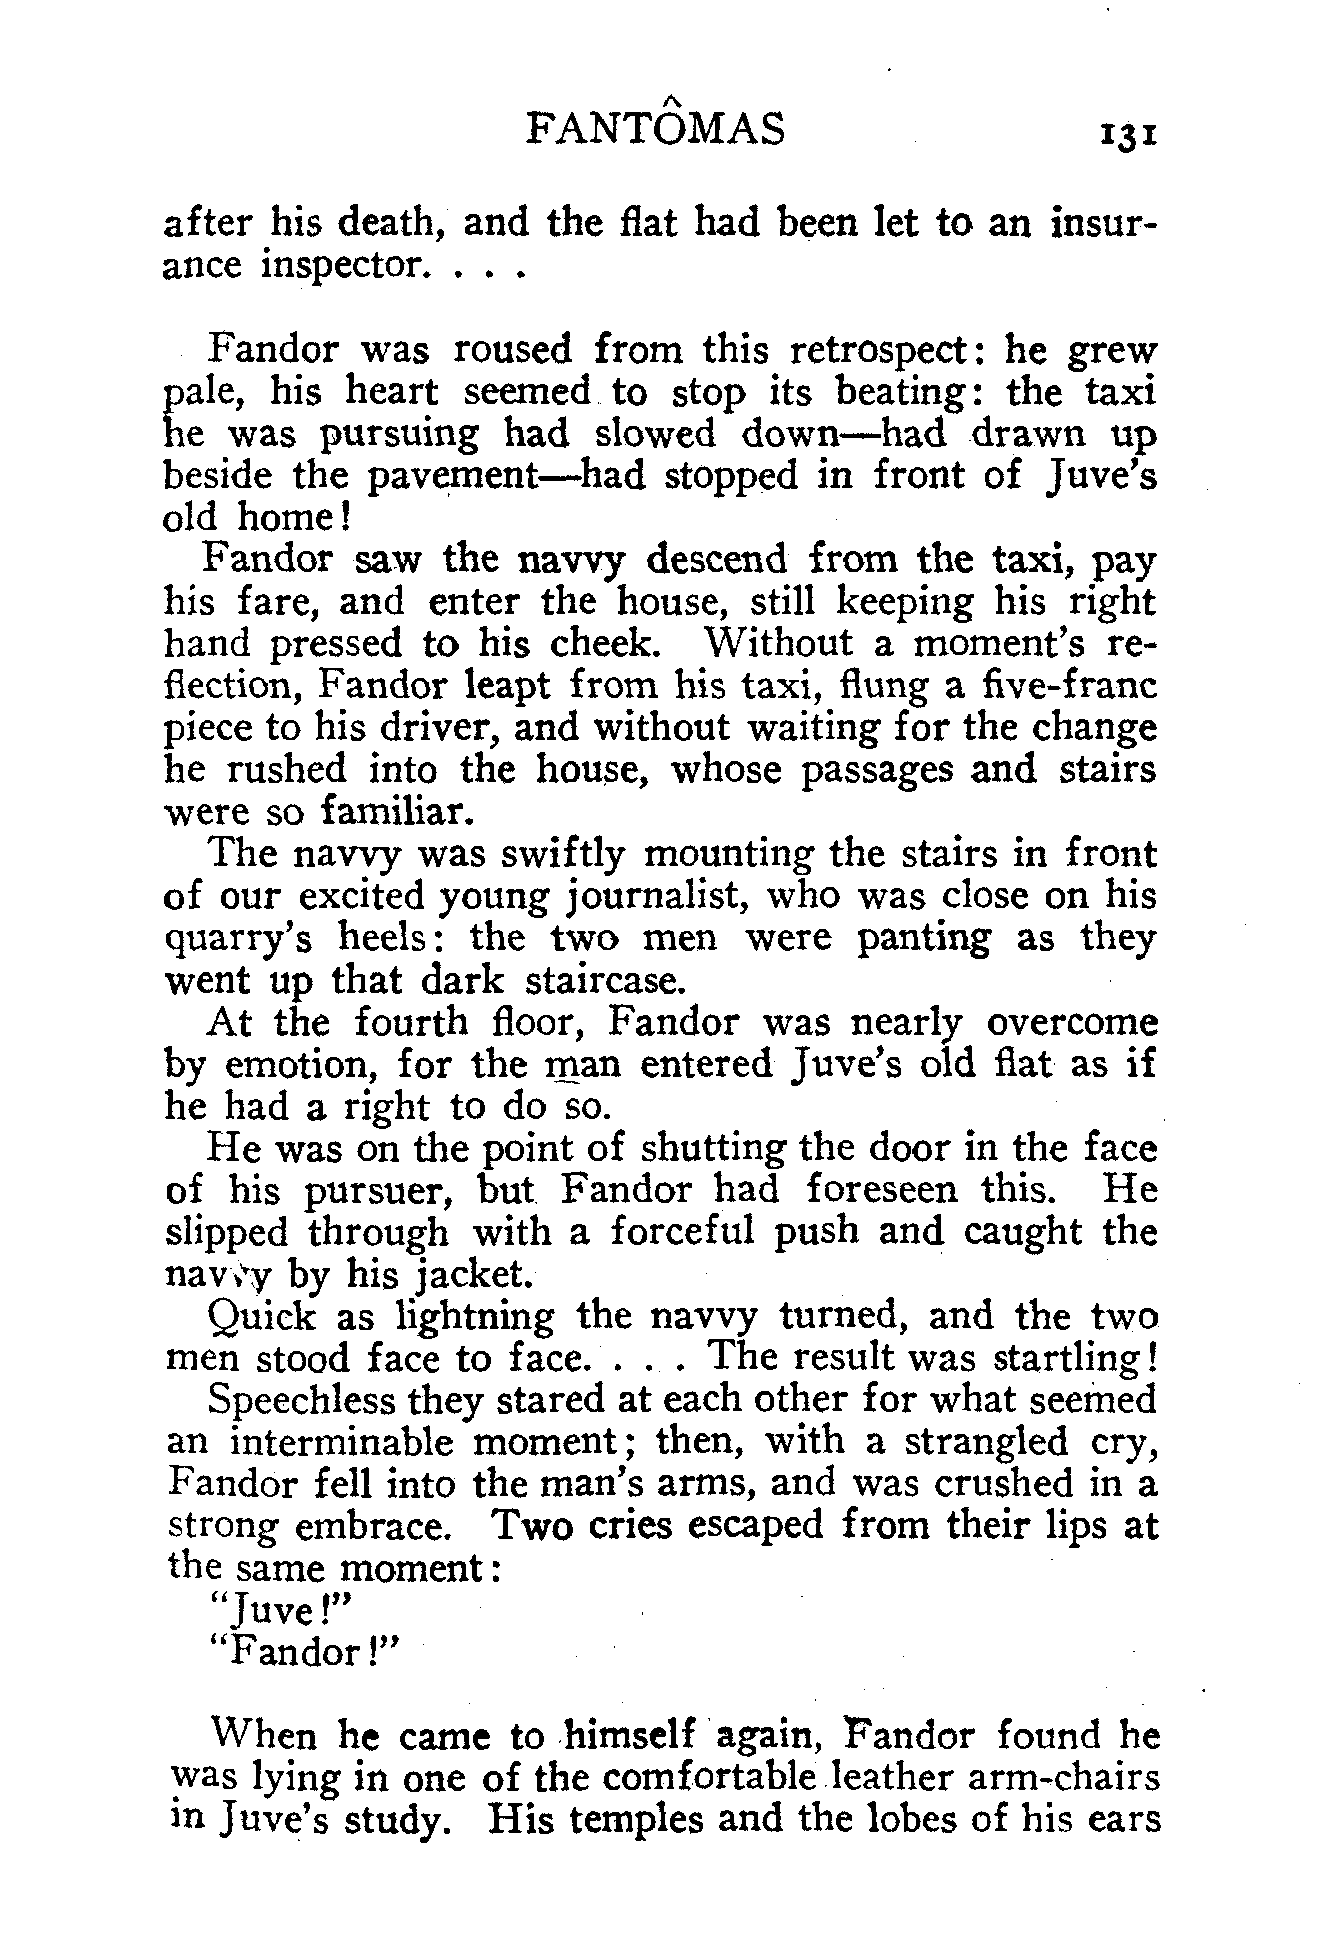 FANTÔMAS 131
after his death, and the flat had been let to an insur-
ance inspector. . . .
Fandor was roused from this retrospect: he grew
pale, his heart seemed to stop its beating: the taxi
he was pursuing had slowed down—had drawn up
beside the pavement—had stopped in front of Juve's
old home!
Fandor saw the navvy descend from the taxi, pay
his fare, and enter the house, still keeping his right
hand pressed to his cheek. Without a moment's re-
flection, Fandor leapt from his taxi, flung a five-franc
piece to his driver, and without waiting for the change
he rushed into the house, whose passages and stairs
were so familiar.
The navvy was swiftly mounting the stairs in front
of our excited young journalist, who was close on his
quarry's heels: the two men were panting as they
went up that dark staircase.
At the fourth floor, Fandor was nearly overcome
by emotion, for the man entered Juve's old flat as if
he had a right to do so.
He was on the point of shutting the door in the face
of his pursuer, but Fandor had foreseen this. He
slipped through with a forceful push and caught the
navvy by his jacket.
Quick as lightning the navvy turned, and the two
men stood face to face. . . . The result was startling!
Speechless they stared at each other for what seemed
an interminable moment; then, with a strangled cry,
Fandor fell into the man's arms, and was crushed in a
strong embrace. Two cries escaped from their lips at
the same moment:
"Juve!"
"Fandor!"
When he came to himself again, Fandor found he
was lying in one of the comfortable leather arm-chairs
in Juve's study. His temples and the lobes of his ears